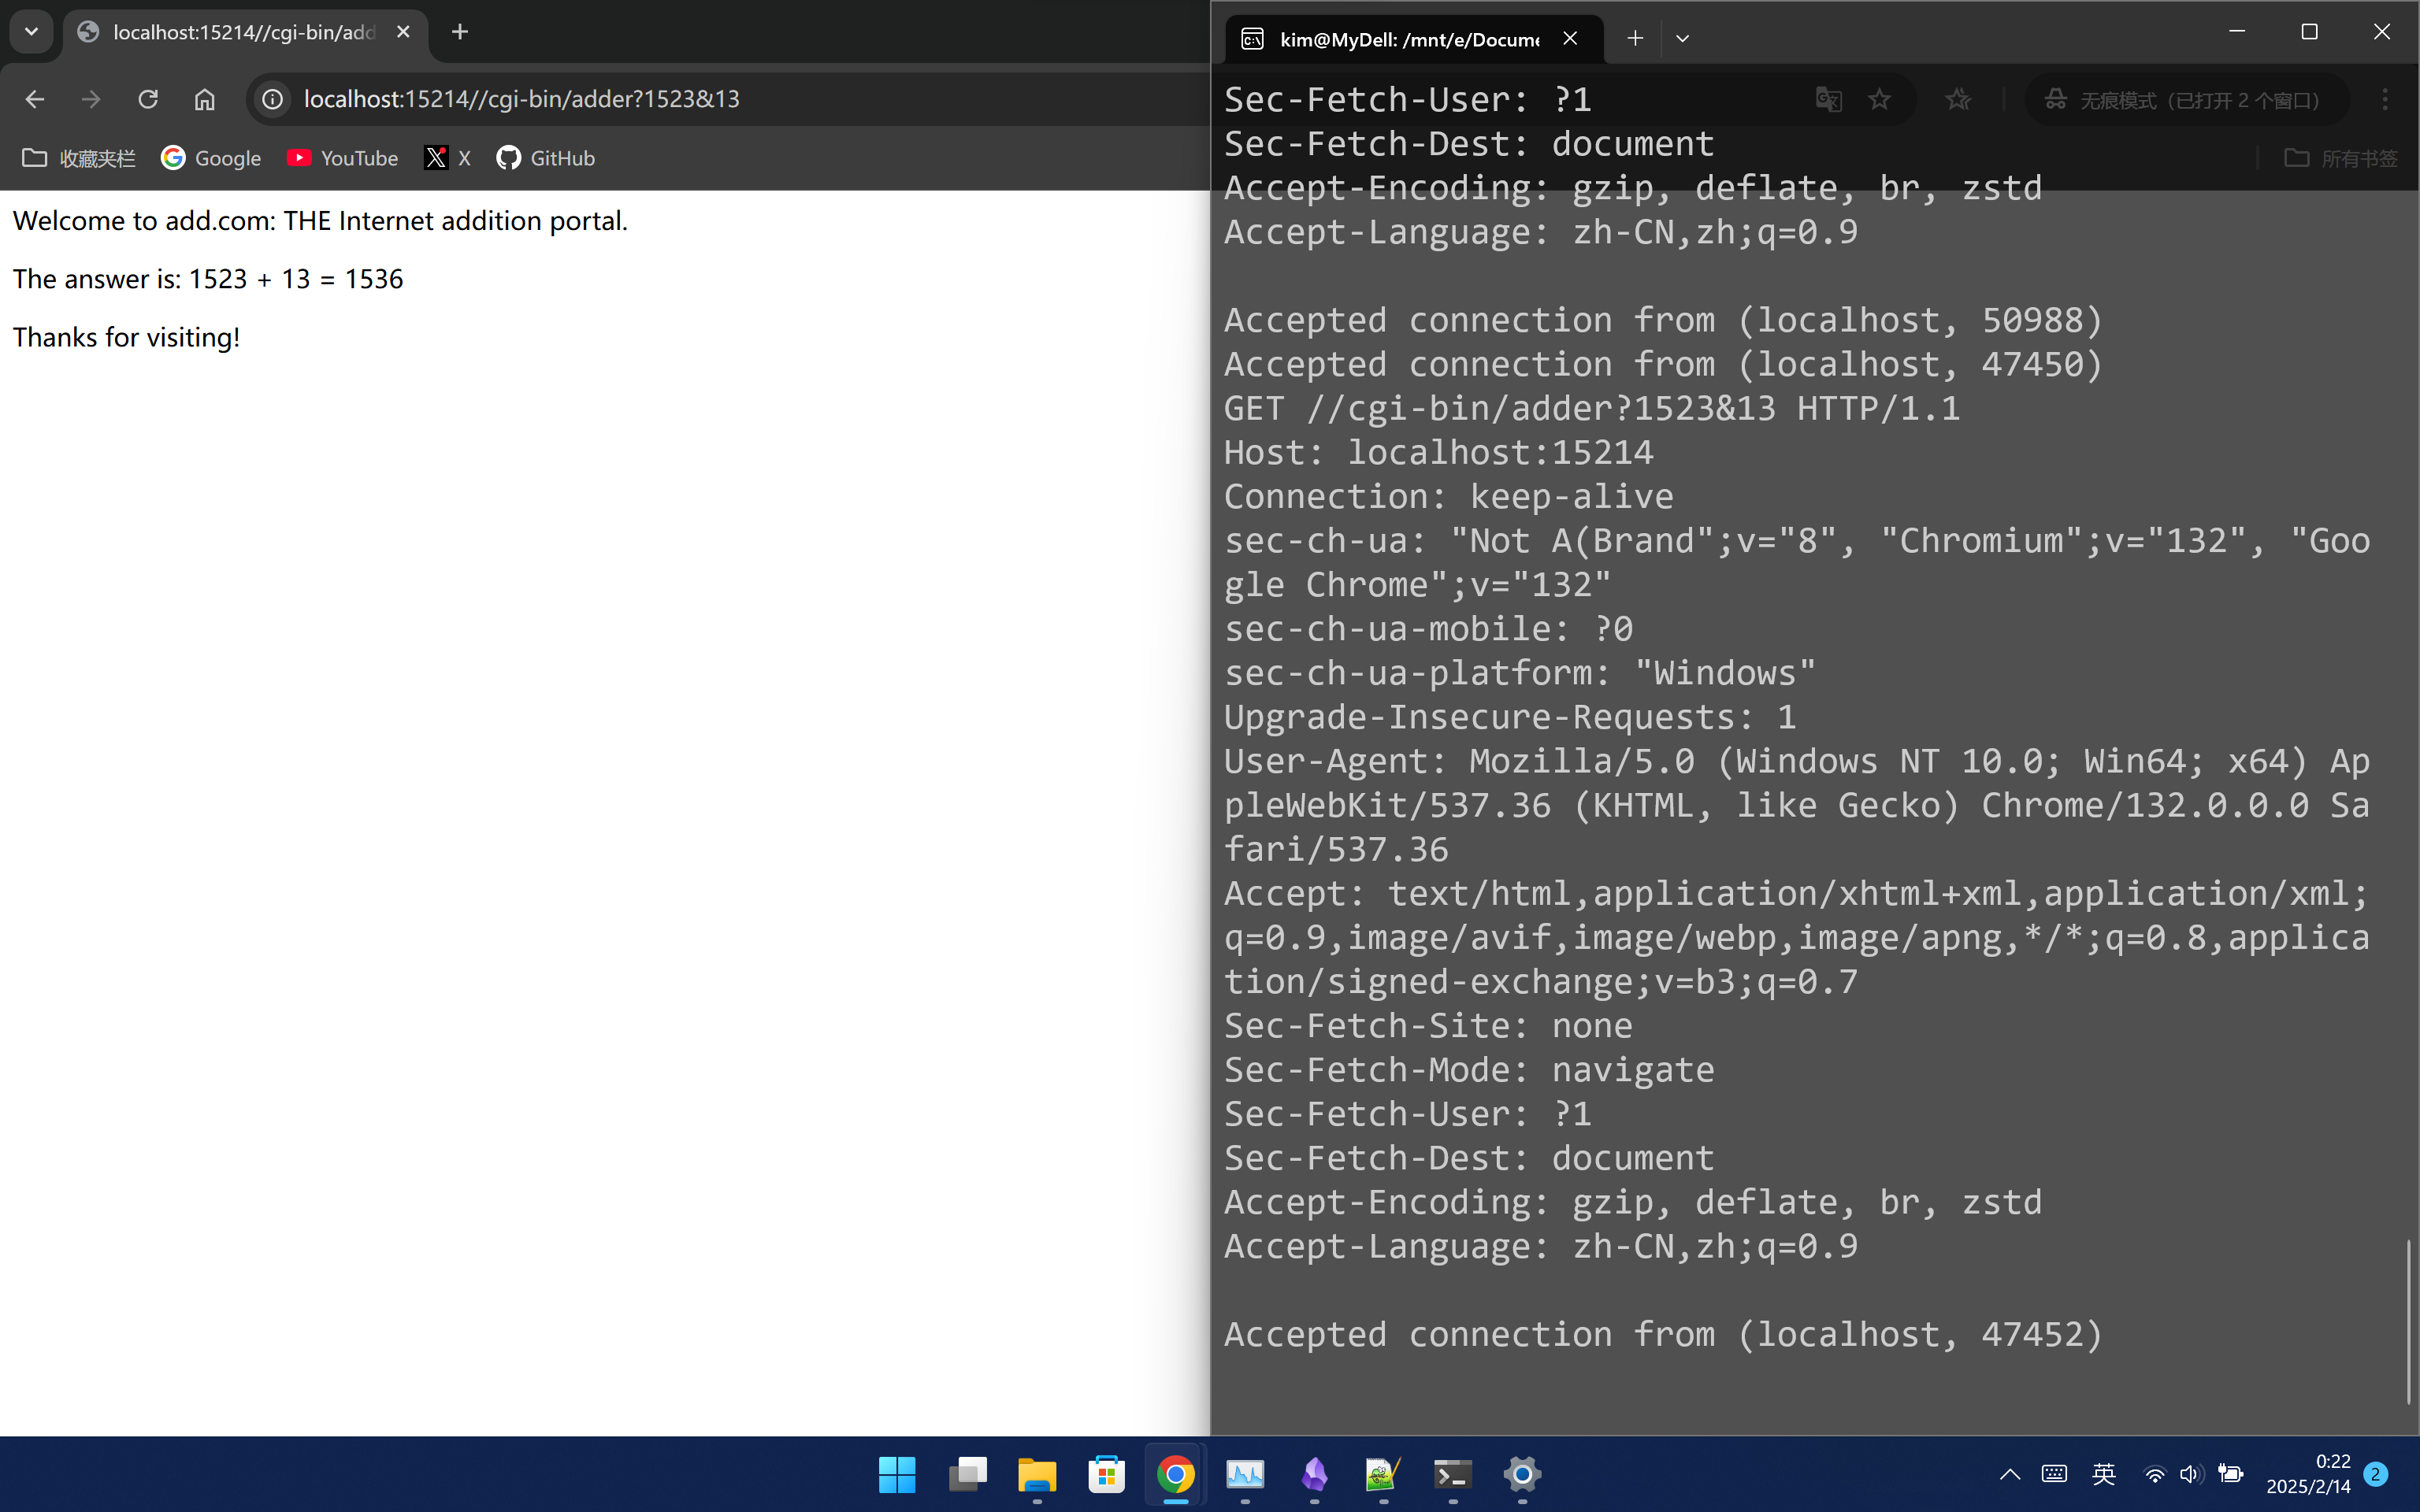 localhost:15214//cgi-bin/add
localhost:15214//cgi-bin/adder?1523&13
收藏夹栏
Google
YouTube
X
GitHub
Welcome to add.com: THE Internet addition portal.
The answer is: 1523 + 13 = 1536
Thanks for visiting!
kim@MyDell: /mnt/e/Docume
无痕模式（已打开 2 个窗口）
所有书签
Sec-Fetch-User: ?1
Sec-Fetch-Dest: document
Accept-Encoding: gzip, deflate, br, zstd
Accept-Language: zh-CN,zh;q=0.9
Accepted connection from (localhost, 50988)
Accepted connection from (localhost, 47450)
GET //cgi-bin/adder?1523&13 HTTP/1.1
Host: localhost:15214
Connection: keep-alive
sec-ch-ua: "Not A(Brand";v="8", "Chromium";v="132", "Goo
gle Chrome";v="132"
sec-ch-ua-mobile: ?0
sec-ch-ua-platform: "Windows"
Upgrade-Insecure-Requests: 1
User-Agent: Mozilla/5.0 (Windows NT 10.0; Win64; x64) Ap
pleWebKit/537.36 (KHTML, like Gecko) Chrome/132.0.0.0 Sa
fari/537.36
Accept: text/html,application/xhtml+xml,application/xml;
q=0.9,image/avif,image/webp,image/apng,*/*;q=0.8,applica
tion/signed-exchange;v=b3;q=0.7
Sec-Fetch-Site: none
Sec-Fetch-Mode: navigate
Sec-Fetch-User: ?1
Sec-Fetch-Dest: document
Accept-Encoding: gzip, deflate, br, zstd
Accept-Language: zh-CN,zh;q=0.9
Accepted connection from (localhost, 47452)
英
0:22
2025/2/14
2